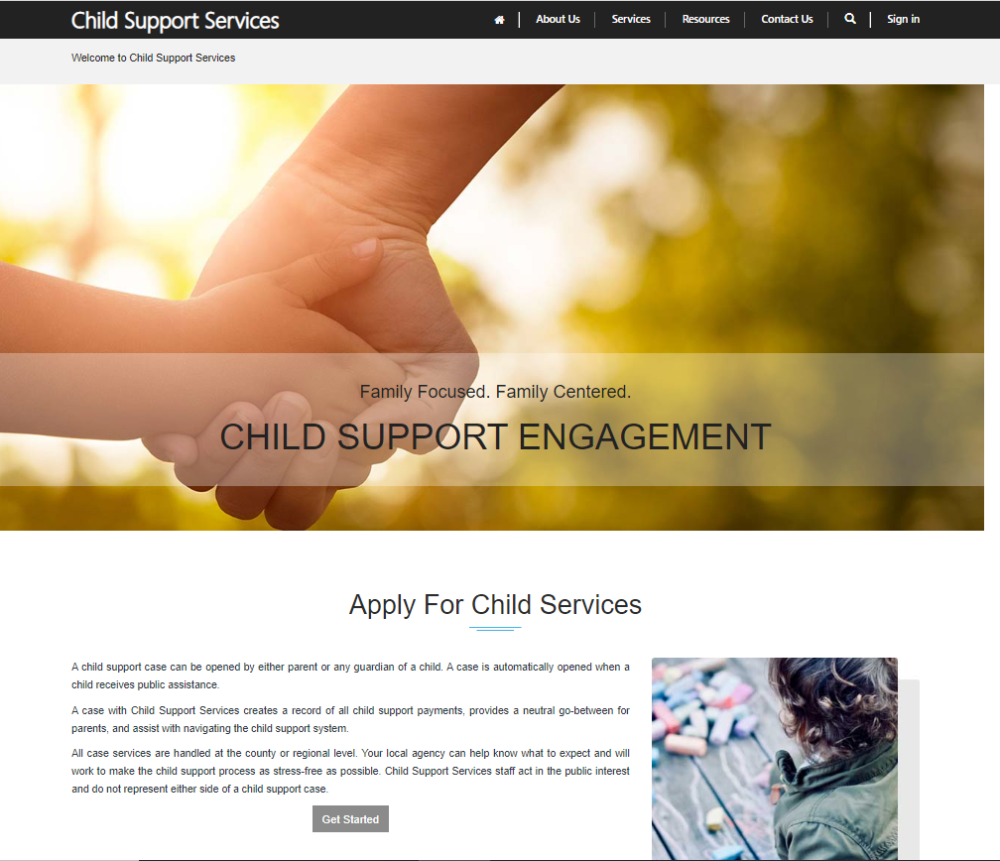 Child Support Services
About Us
Services
Resources
Contact Us
Sign in
Welcome to Child Support Services
Family Focused. Family Centered.
CHILD SUPPORT ENGAGEMENT
Apply For Child Services
A child support case can be opened by either parent or any guardian of a child. A case is automatically opened when a
child receives public assistance.
A case with Child Support Services creates a record of all child support payments, provides a neutral go-between for
parents, and assist with navigating the child support system.
All case services are handled at the county or regional level. Your local agency can help know what to expect and will
work to make the child support process as stress-free as possible. Child Support Services staff act in the public interest
and do not represent either side of a child support case.
Get Started